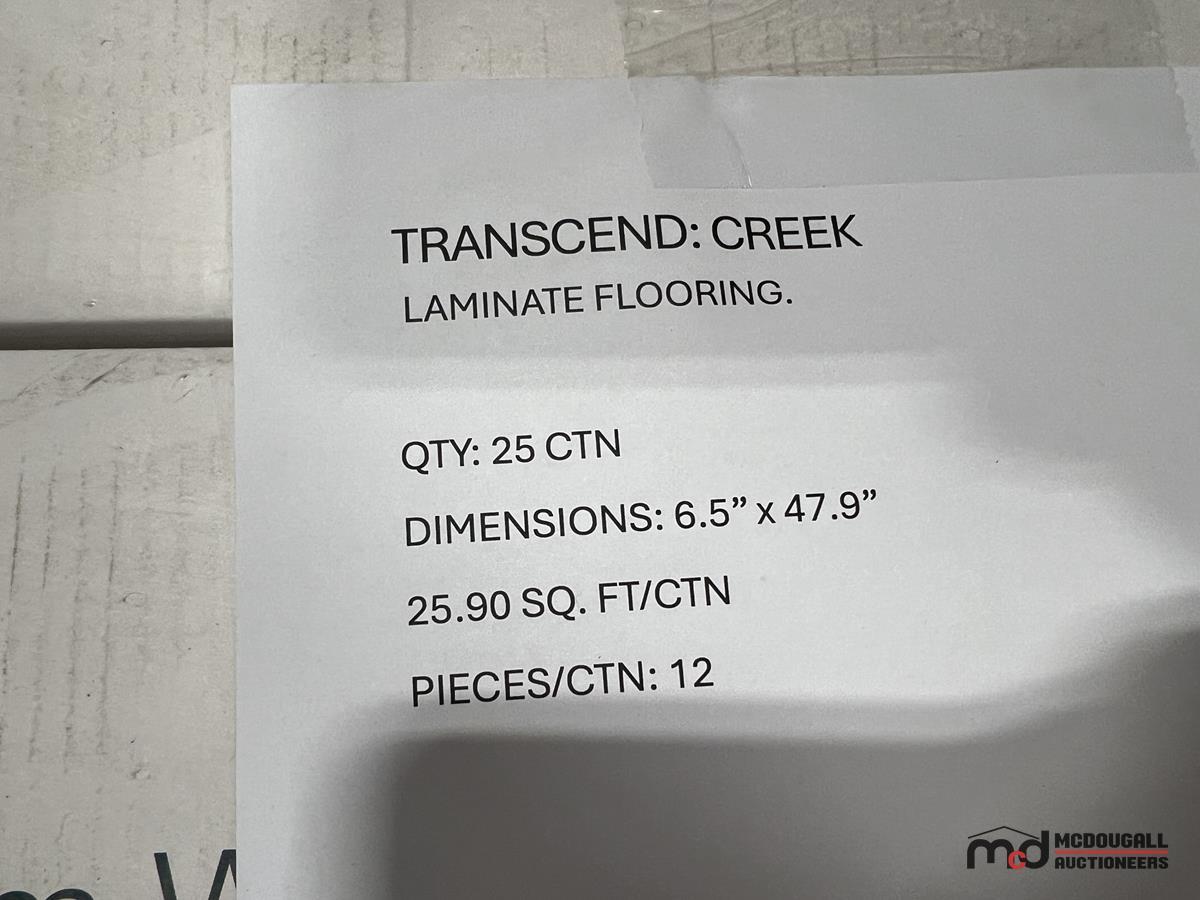 TRANSCEND: CREEK
LAMINATE FLOORING.
QTY: 25 CTN
DIMENSIONS: 6.5” x 47.9”
25.90 SQ. FT/CTN
PIECES/CTN: 12
mcd MCDOUGALL
AUCTIONEERS